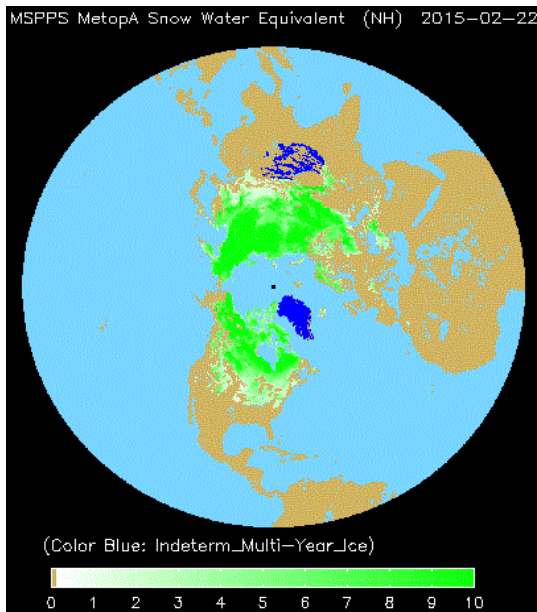 MSPPS MetopA Snow Water Equivalent (NH) 2015-02-22
(Color Blue: Indeterm_Multi-Year_Ice)
0 1 2 3 4 5 6 7 8 9 10